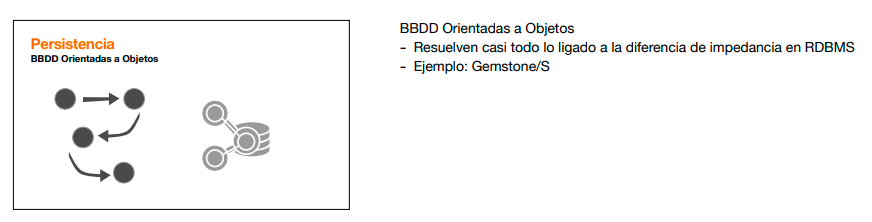 Persistencia
BBDD Orientadas a Objetos
BBDD Orientadas a Objetos
- Resuelven casi todo lo ligado a la diferencia de impedancia en RDBMS
- Ejemplo: Gemstone/S